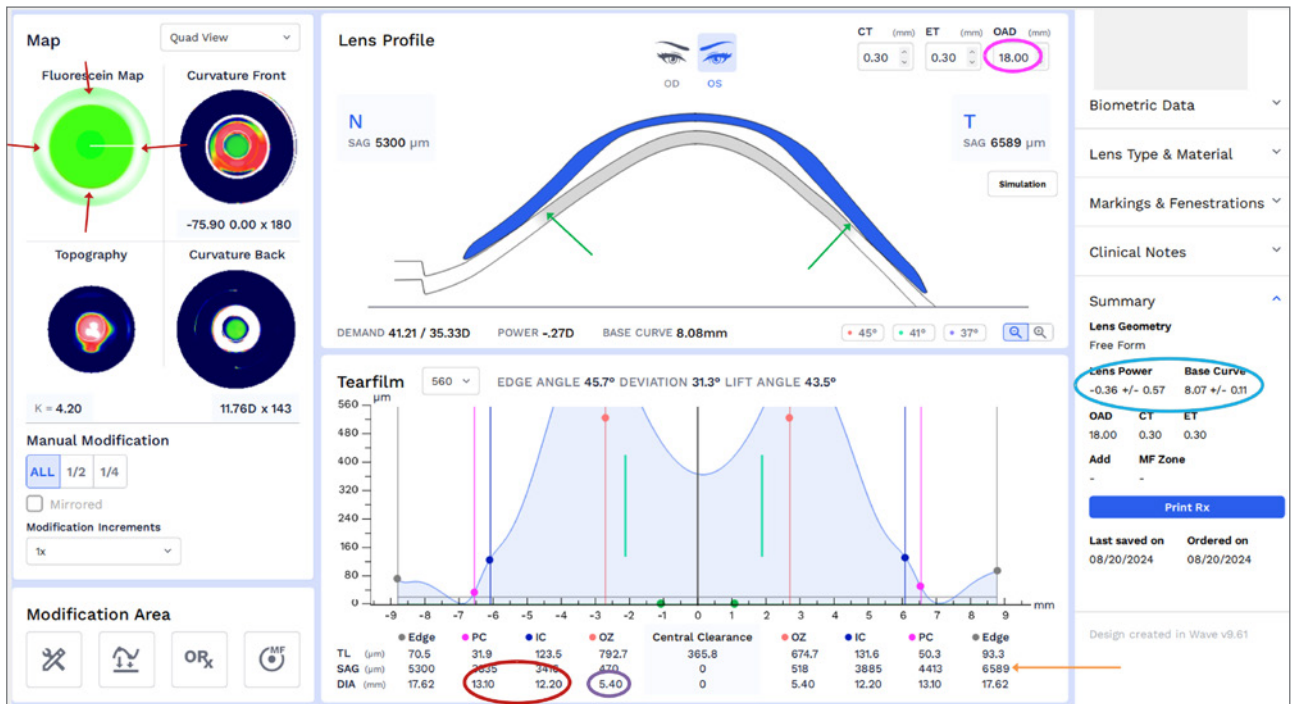 Map
Quad View
Fluorescein Map
Curvature Front
-75.90 0.00 x 180
Topography
Curvature Back
K = 4.20
11.76D x 143
Manual Modification
ALL
1/2
1/4
Mirrored
Modification Increments
1x
Modification Area
ORx
MF
Lens Profile
OD
OS
CT (mm) ET (mm) OAD (mm)
0.30
0.30
18.00
N
SAG 5300 µm
T
SAG 6589 µm
Simulation
DEMAND 41.21 / 35.33D
POWER -.27D
BASE CURVE 8.08mm
45°
41°
37°
Tearfilm
560
EDGE ANGLE 45.7° DEVIATION 31.3° LIFT ANGLE 43.5°
560
µm
480
400
320
240
160
80
0
-9 -8 -7 -6 -5 -4 -3 -2 -1 0 1 2 3 4 5 6 7 8 9
mm
Edge PC IC OZ Central Clearance OZ IC PC Edge
TL (µm) 70.5 31.9 123.5 792.7 365.8 674.7 131.6 50.3 93.3
SAG (µm) 5300 470 0 518 3885 4413 6589
DIA (mm) 17.62 13.10 12.20 5.40 0 5.40 12.20 13.10 17.62
Biometric Data
Lens Type & Material
Markings & Fenestrations
Clinical Notes
Summary
Lens Geometry
Free Form
Lens Power Base Curve
-0.36 +/- 0.57 8.07 +/- 0.11
OAD CT ET
18.00 0.30 0.30
Add MF Zone
- -
Print Rx
Last saved on Ordered on
08/20/2024 08/20/2024
Design created in Wave v9.61